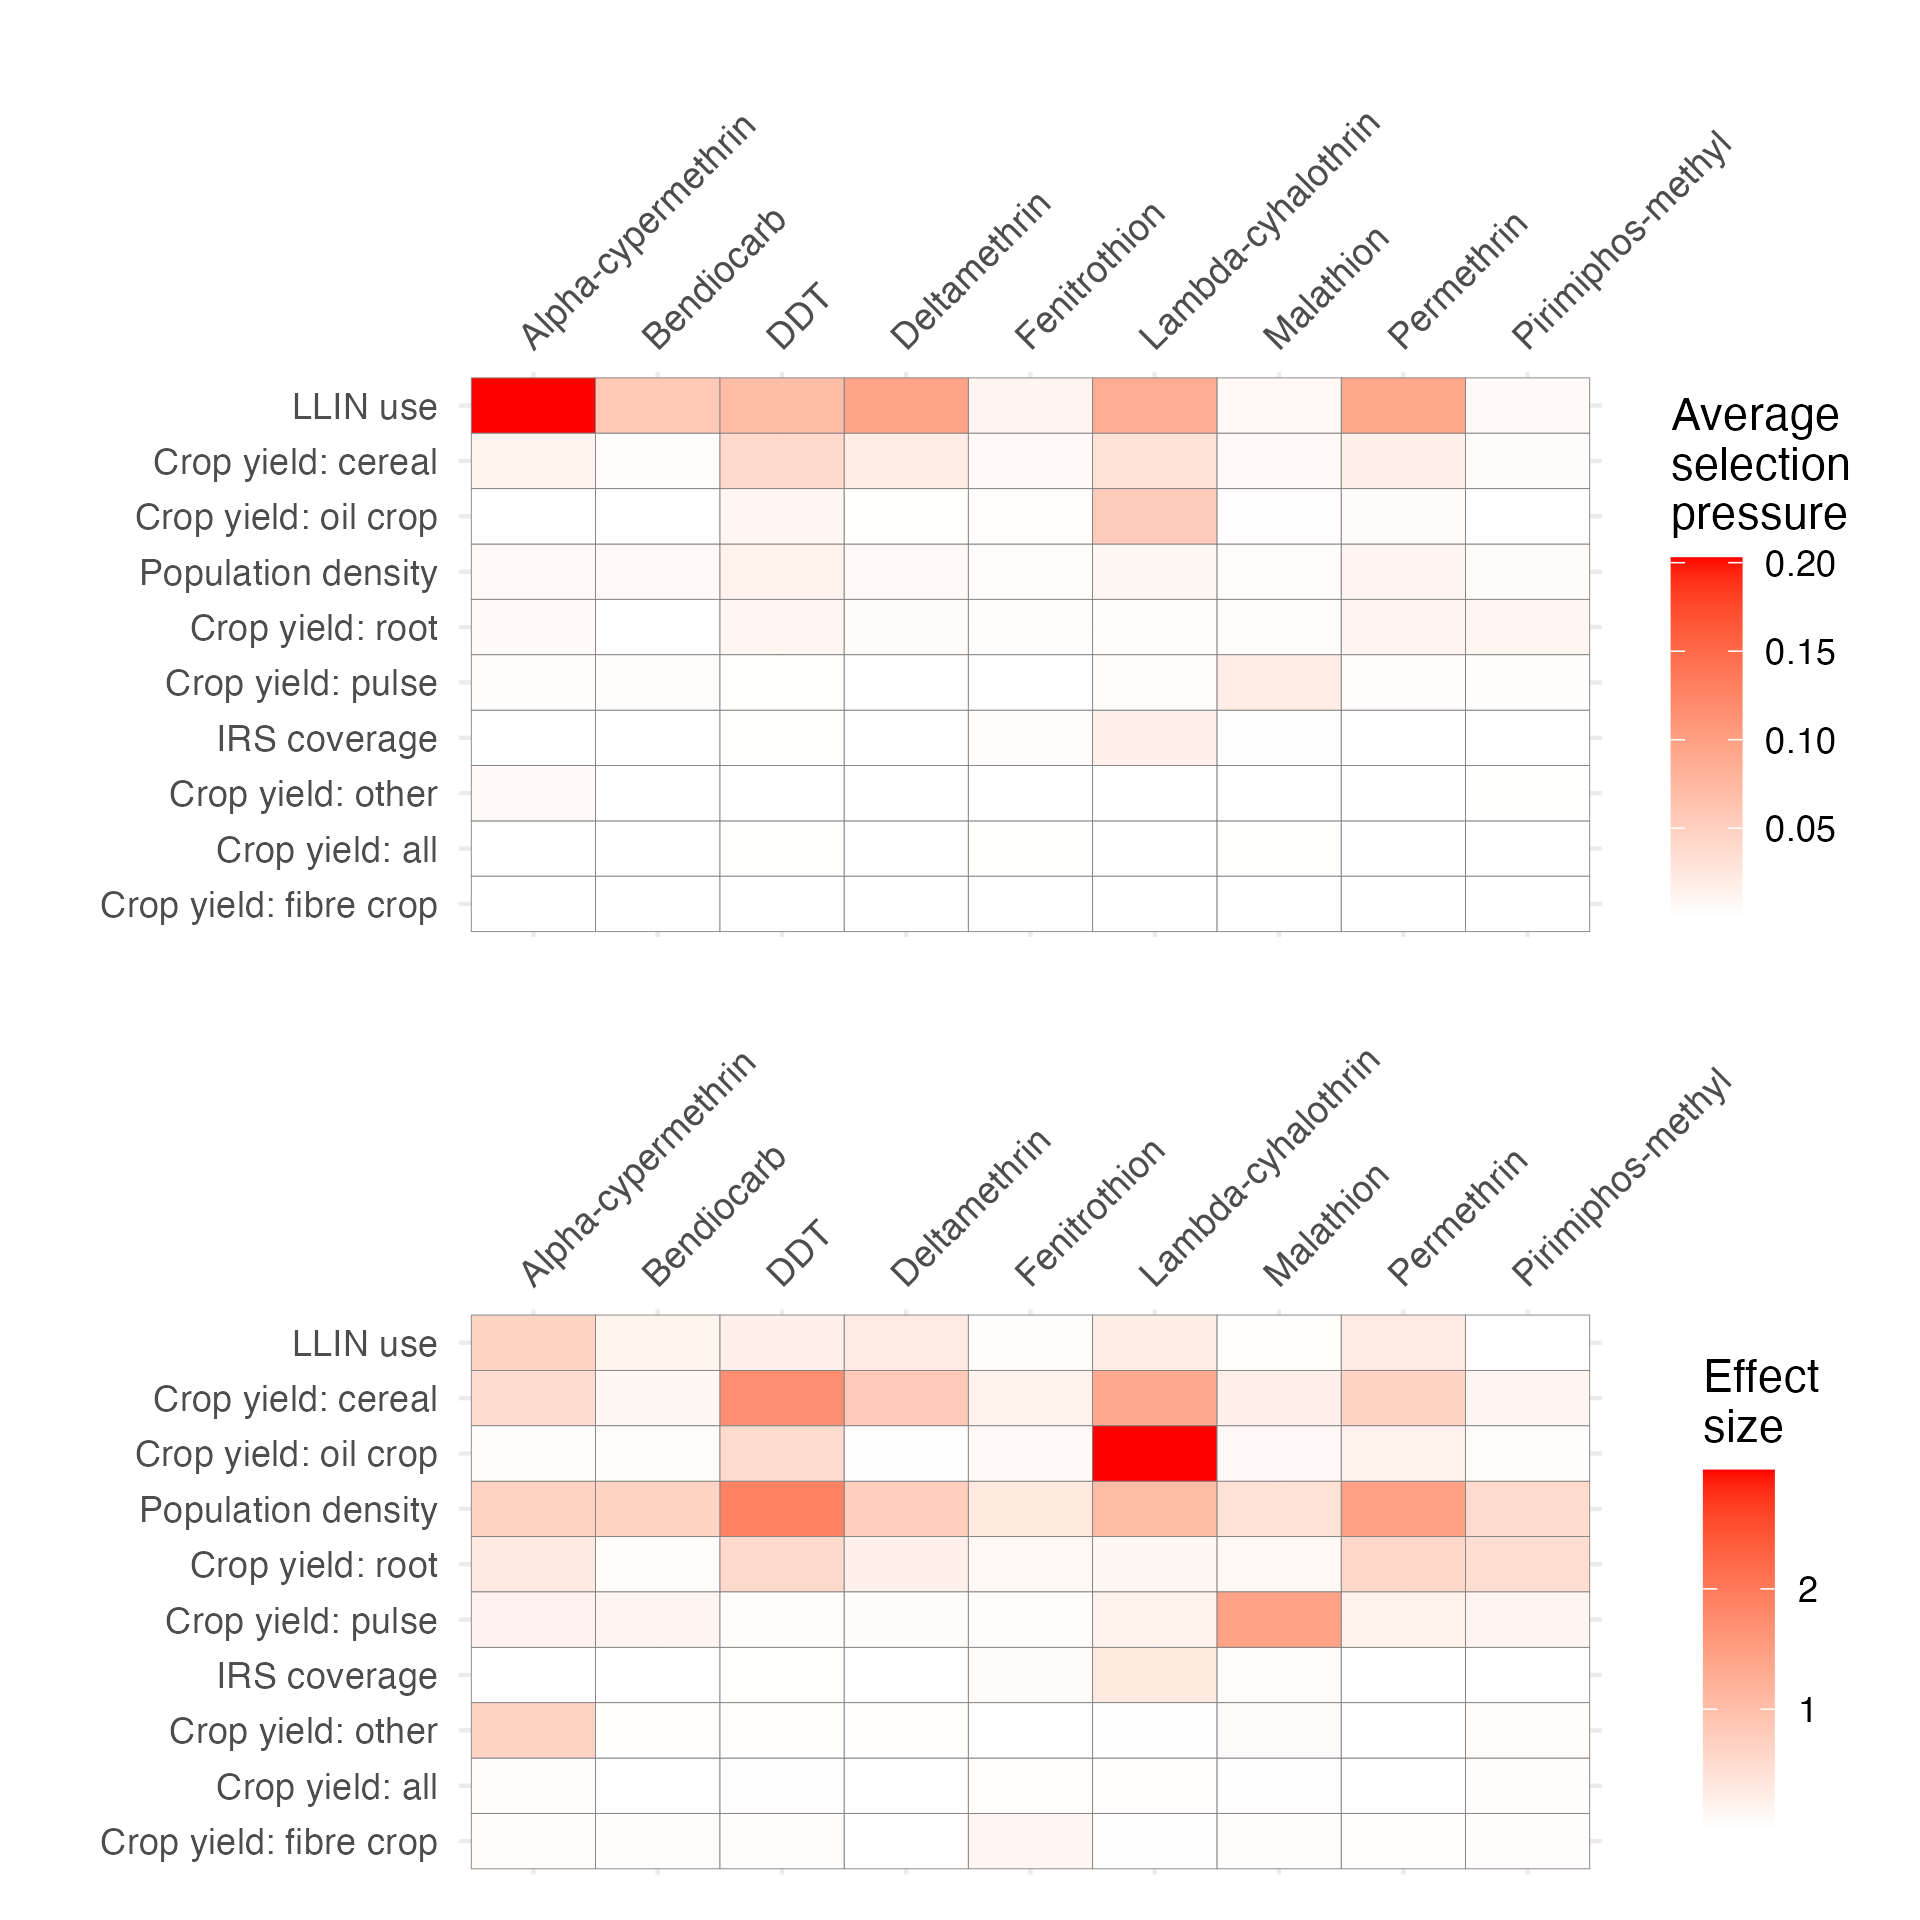 Alpha-cypermethrin
Bendiocarb
DDT
Deltamethrin
Fenitrothion
Lambda-cyhalothrin
Malathion
Permethrin
Pirimiphos-methyl
LLIN use
Crop yield: cereal
Crop yield: oil crop
Population density
Crop yield: root
Crop yield: pulse
IRS coverage
Crop yield: other
Crop yield: all
Crop yield: fibre crop
Average
selection
pressure
0.20
0.15
0.10
0.05
Alpha-cypermethrin
Bendiocarb
DDT
Deltamethrin
Fenitrothion
Lambda-cyhalothrin
Malathion
Permethrin
Pirimiphos-methyl
LLIN use
Crop yield: cereal
Crop yield: oil crop
Population density
Crop yield: root
Crop yield: pulse
IRS coverage
Crop yield: other
Crop yield: all
Crop yield: fibre crop
Effect
size
2
1